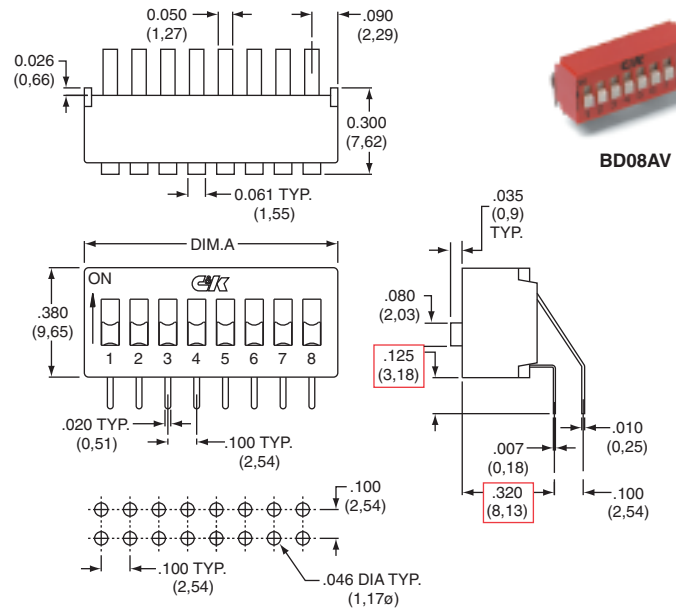 0.050
(1,27)
.090
(2,29)
0.026
(0,66)
0.300
(7,62)
0.061 TYP.
(1,55)
BD08AV
.035
(0,9)
TYP.
DIM.A
ON
C&K
.380
(9,65)
1 2 3 4 5 6 7 8
.080
(2,03)
.125
(3,18)
.020 TYP.
(0,51)
.100 TYP.
(2,54)
.010
(0,25)
.007
(0,18)
.320
(8,13)
.100
(2,54)
.100
(2,54)
.100 TYP.
(2,54)
.046 DIA TYP.
(1,17ø)